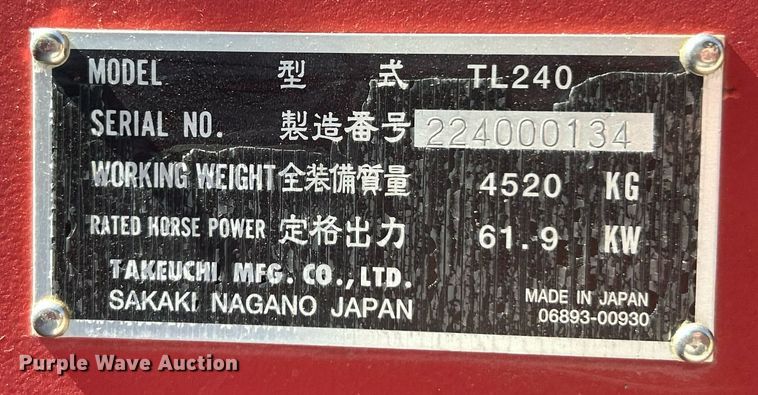 MODEL 型式 TL240
SERIAL NO. 製造番号 224000134
WORKING WEIGHT 全装備質量 4520 KG
RATED HORSE POWER 定格出力 61.9 KW
TAKEUCHI MFG. CO., LTD.
SAKAKI NAGANO JAPAN
MADE IN JAPAN
06893-00930
Purple Wave Auction